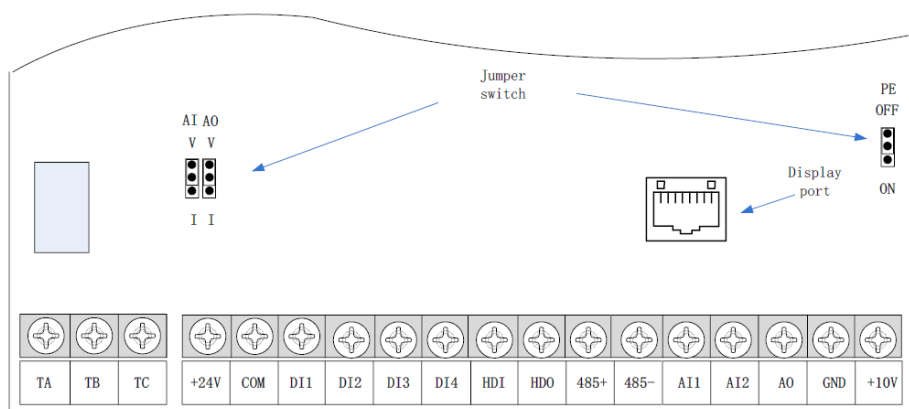 Jumper
switch
PE
OFF
AI AO
V V
Display
port
ON
I I
TA TB TC +24V COM DI1 DI2 DI3 DI4 HDI HDO 485+ 485- AI1 AI2 AO GND +10V